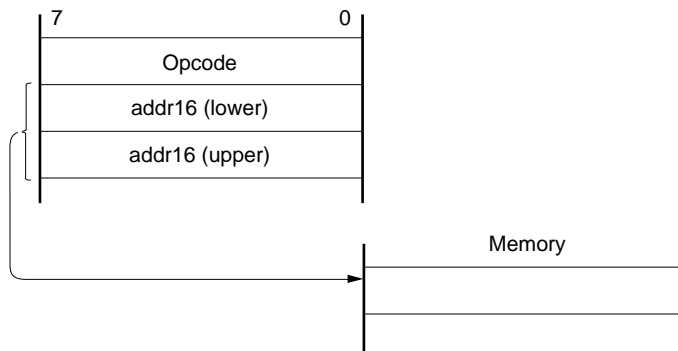 7 0
Opcode
addr16 (lower)
addr16 (upper)
Memory